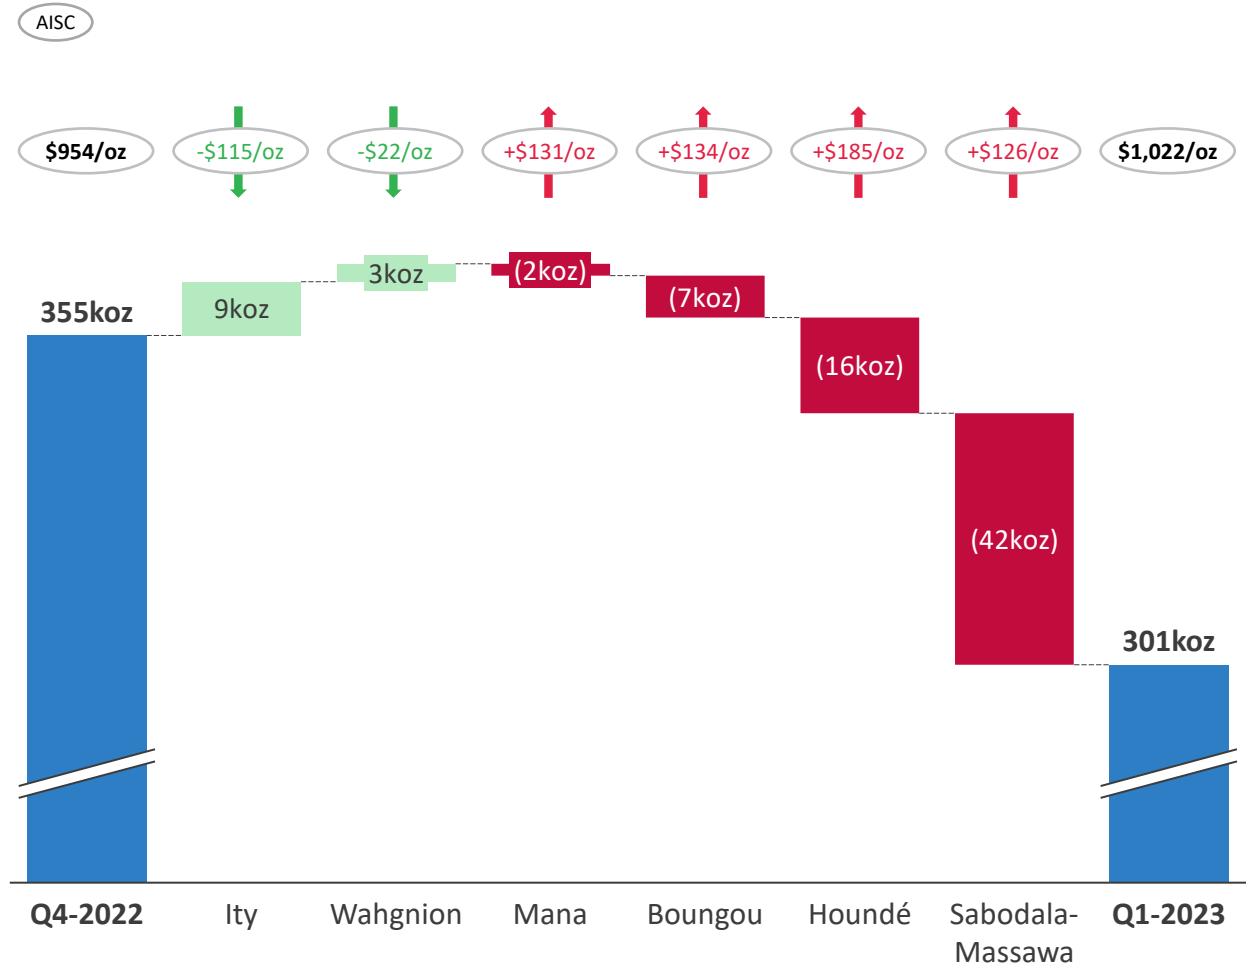 AISC
$954/oz
-$115/oz
-$22/oz
+$131/oz
+$134/oz
+$185/oz
+$126/oz
$1,022/oz
355koz
9koz
3koz
(2koz)
(7koz)
(16koz)
(42koz)
301koz
Q4-2022
Ity
Wahgnion
Mana
Boungou
Houndé
Sabodala-
Massawa
Q1-2023